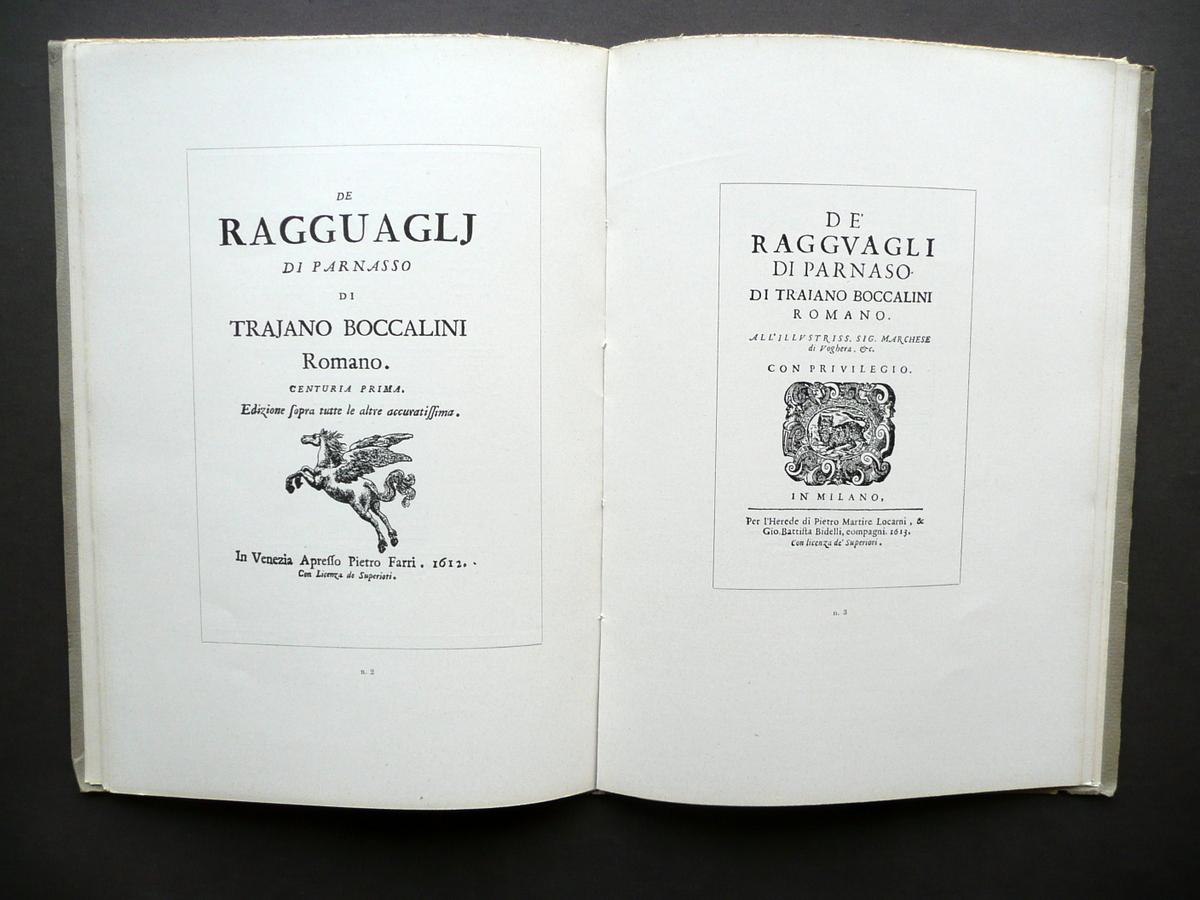 DE
RAGGUAGLJ
DI PARNASSO
DI
TRAJANO BOCCALINI
Romano.
CENTURIA PRIMA.
Edizione ſopra tutte le altre accuratiſſima.
In Venezia Apreſſo Pietro Farri. 1612.
Con Licenza de Superiori.
n. 2
DE'
RAGGVAGLI
DI PARNASO.
DI TRAIANO BOCCALINI
ROMANO.
ALL'ILLVSTRISS. SIG. MARCHESE
di Voghera. &c.
CON PRIVILEGIO.
IN MILANO,
Per l'Herede di Pietro Martire Locarni, &
Gio. Battiſta Bidelli, compagni. 1613.
Con licenza de' Superiori.
n. 3